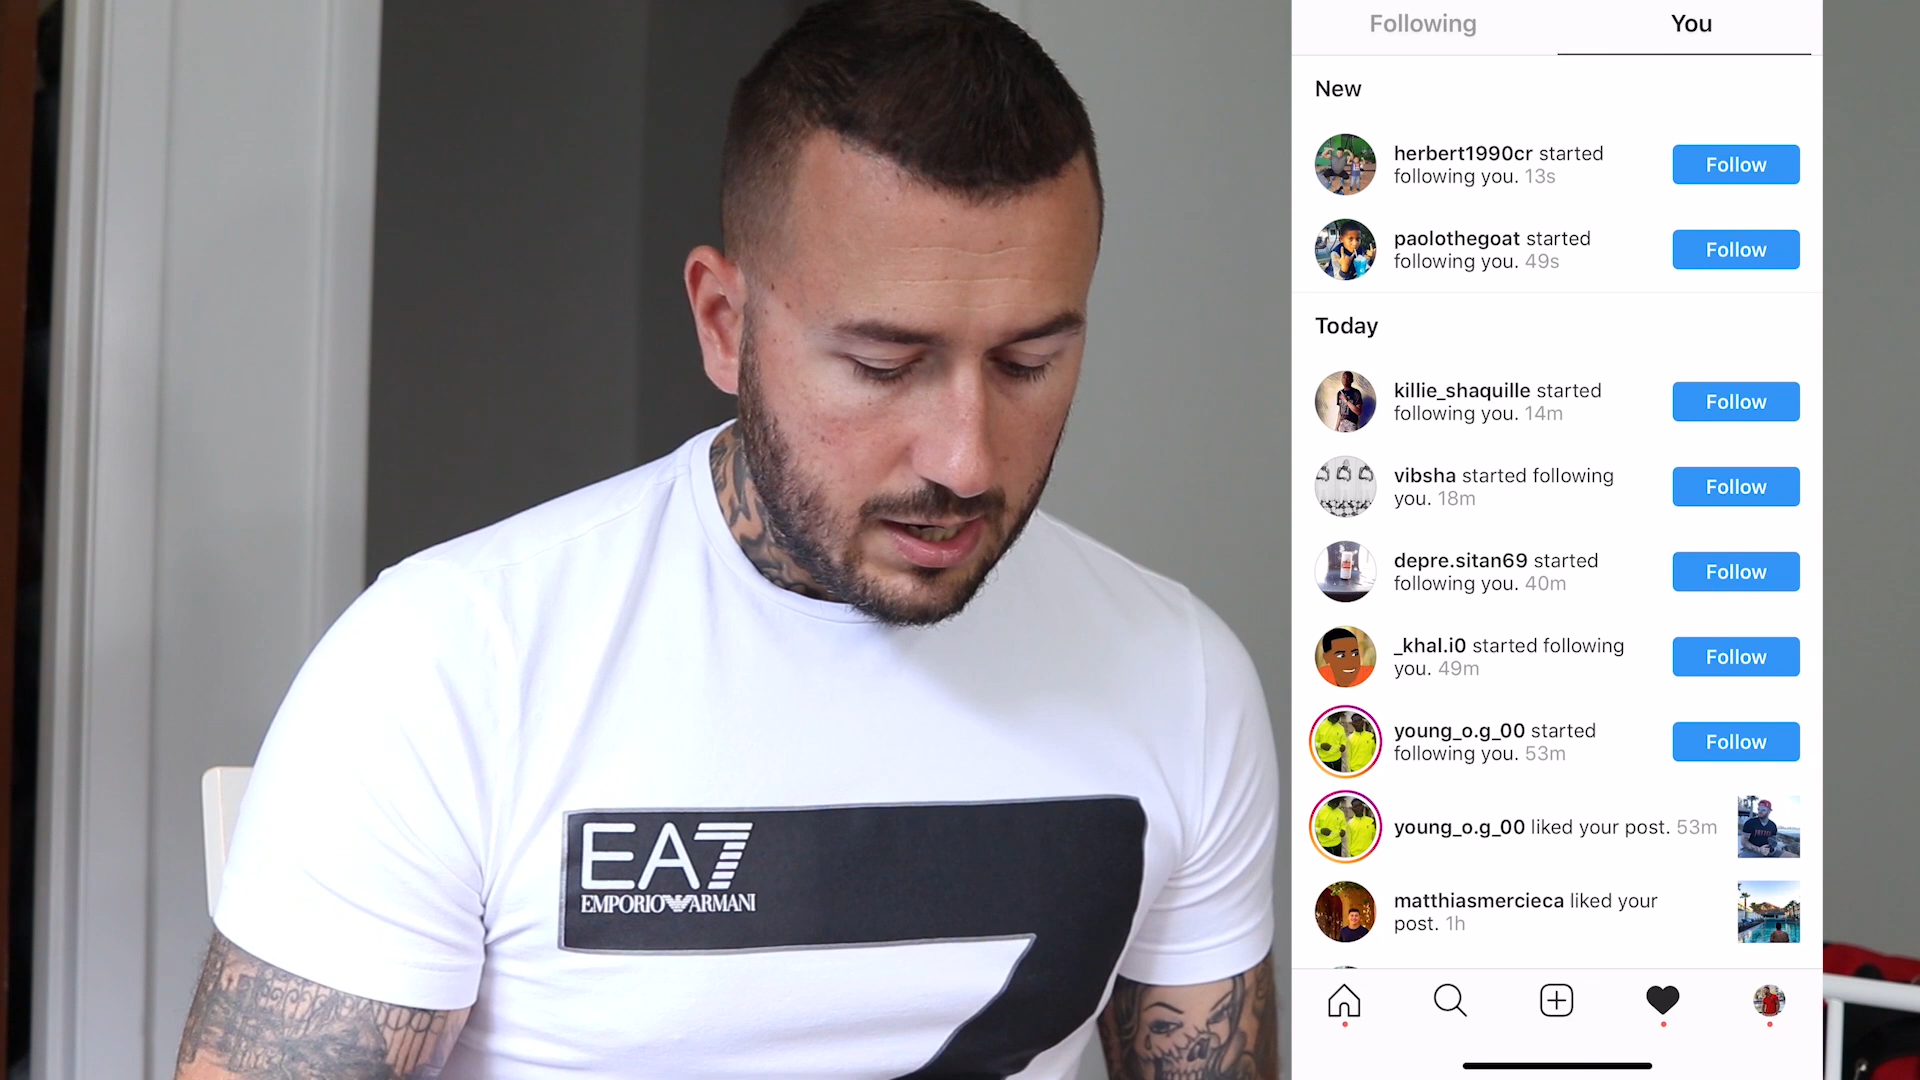 Following
You
New
herbert1990cr started
following you. 13s
Follow
paolothegoat started
following you. 49s
Follow
Today
killie_shaquille started
following you. 14m
Follow
vibsha started following
you. 18m
Follow
depre.sitan69 started
following you. 40m
Follow
_khal.i0 started following
you. 49m
Follow
young_o.g_00 started
following you. 53m
Follow
young_o.g_00 liked your post. 53m
matthiasmercieca liked your
post. 1h
EA7
EMPORIO ARMANI